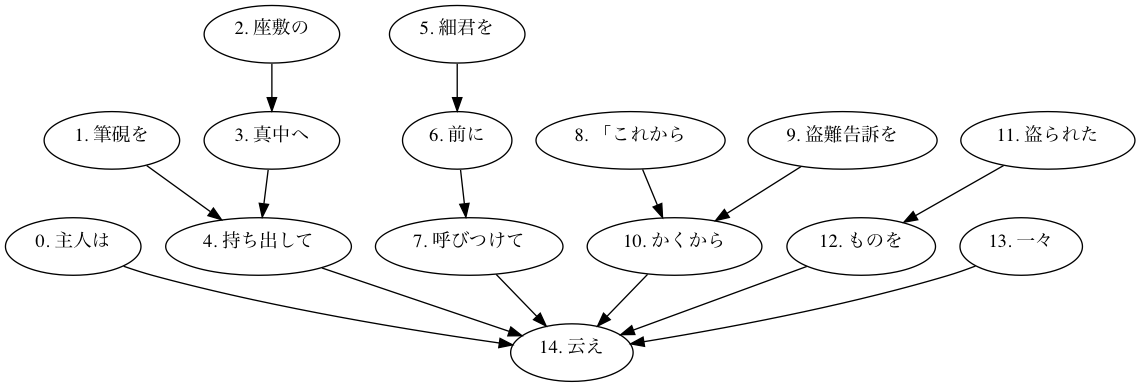 2. 座敷の
5. 細君を
1. 筆硯を
3. 真中へ
6. 前に
8. 「これから
9. 盗難告訴を
11. 盗られた
0. 主人は
4. 持ち出して
7. 呼びつけて
10. かくから
12. ものを
13. 一々
14. 云え